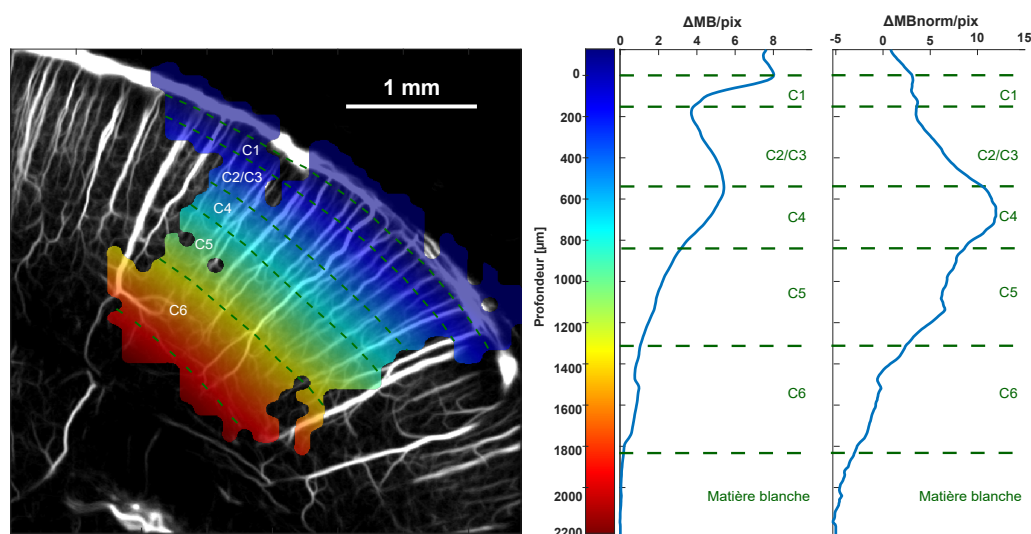 1 mm
C1
C2/C3
C4
C5
C6
Profondeur [µm]
0
200
400
600
800
1000
1200
1400
1600
1800
2000
2200
ΔMB/pix
0 2 4 6 8
C1
C2/C3
C4
C5
C6
Matière blanche
ΔMBnorm/pix
-5 0 5 10 15
C1
C2/C3
C4
C5
C6
Matière blanche